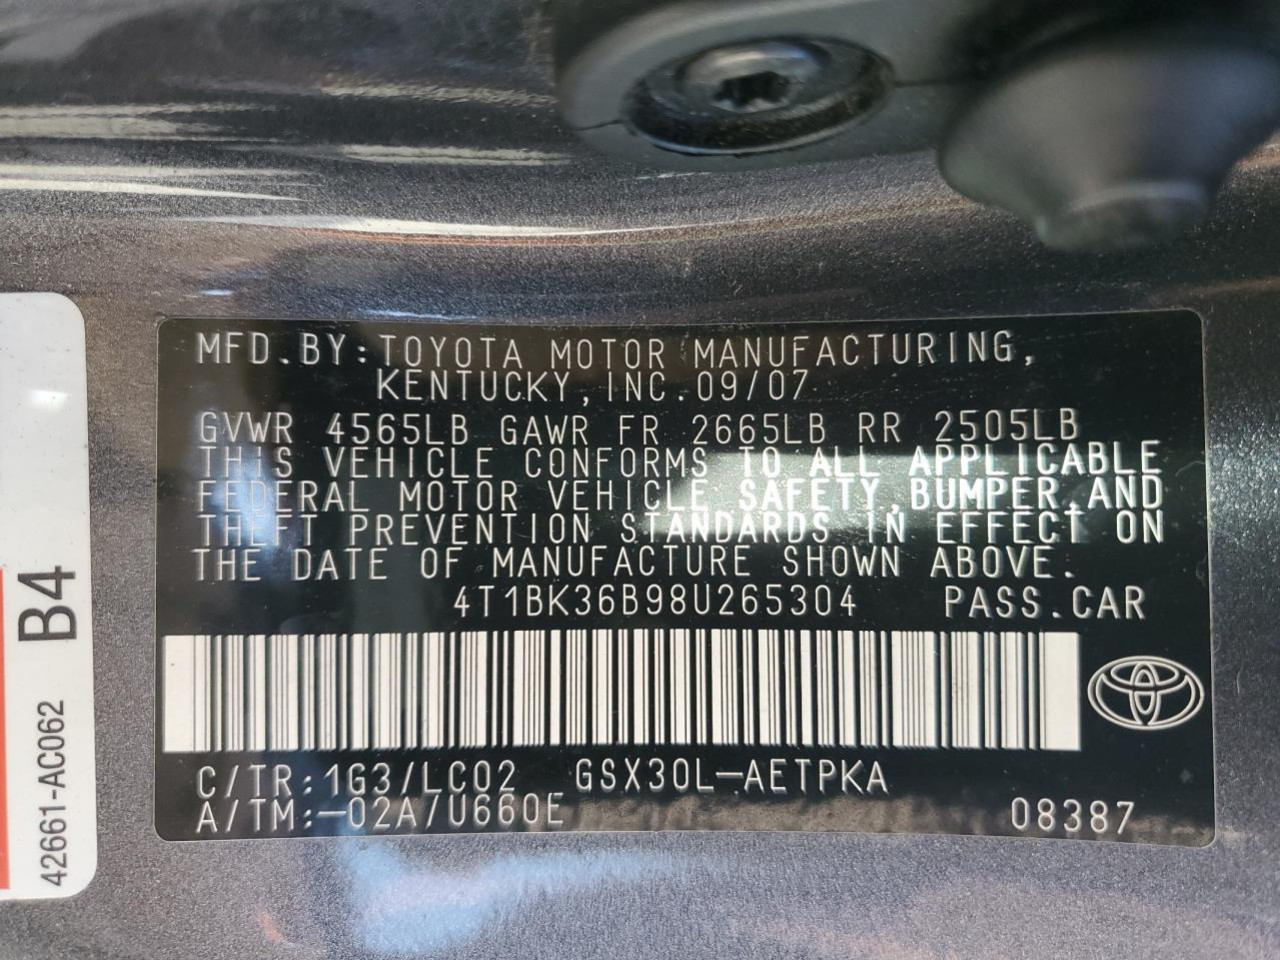 MFD.BY:TOYOTA MOTOR MANUFACTURING,
KENTUCKY,INC.09/07
GVWR 4565LB GAWR FR 2665LB RR 2505LB
THIS VEHICLE CONFORMS TO ALL APPLICABLE
FEDERAL MOTOR VEHICLE SAFETY,BUMPER,AND
THEFT PREVENTION STANDARDS IN EFFECT ON
THE DATE OF MANUFACTURE SHOWN ABOVE.
4T1BK36B98U265304 PASS.CAR
C/TR:1G3/LC02 GSX30L-AETPKA
A/TM:-02A/U660E
08387
B4
42661-AC062